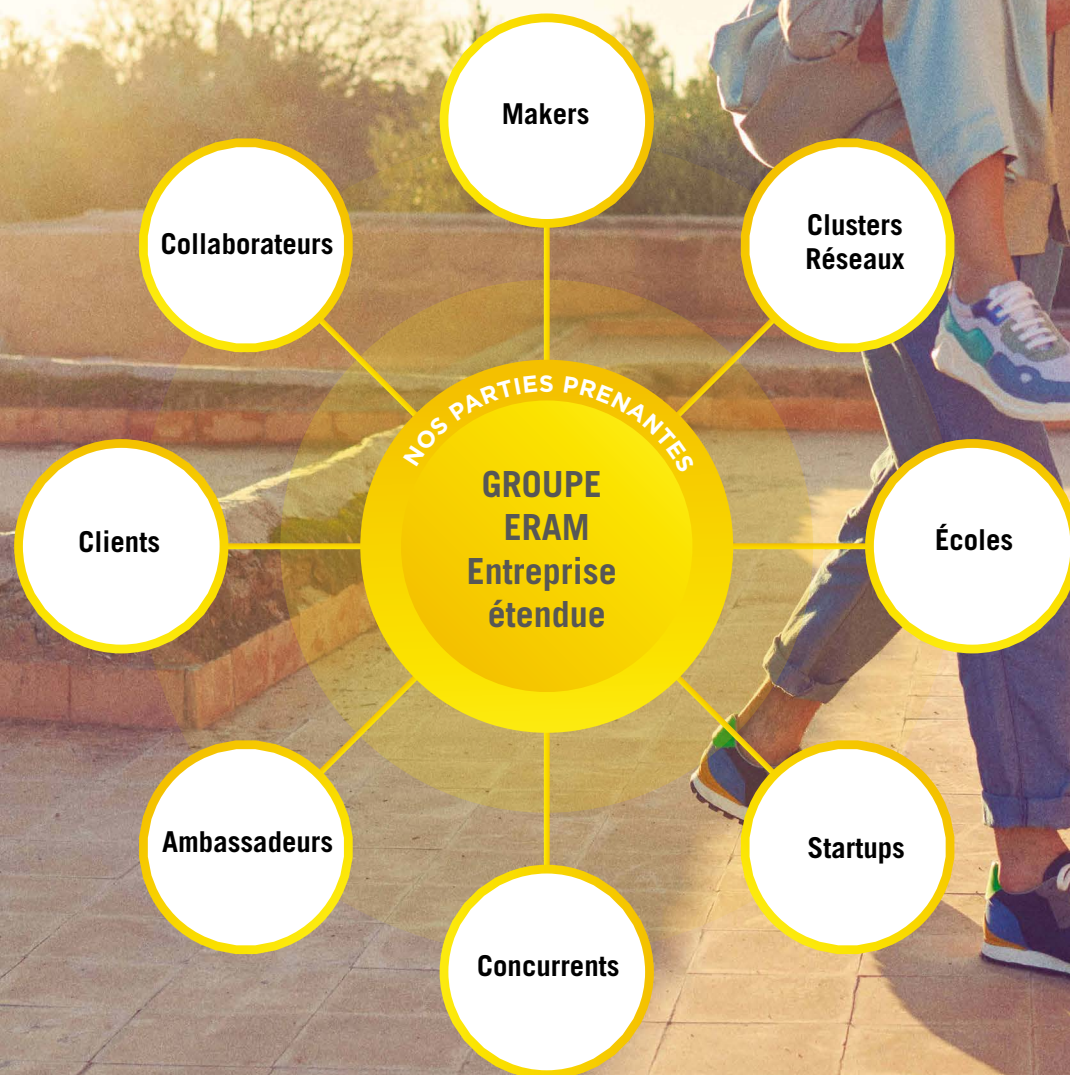 Makers
Clusters
Réseaux
Collaborateurs
NOS PARTIES PRENANTES
GROUPE
ERAM
Entreprise
étendue
Clients
Écoles
Ambassadeurs
Startups
Concurrents